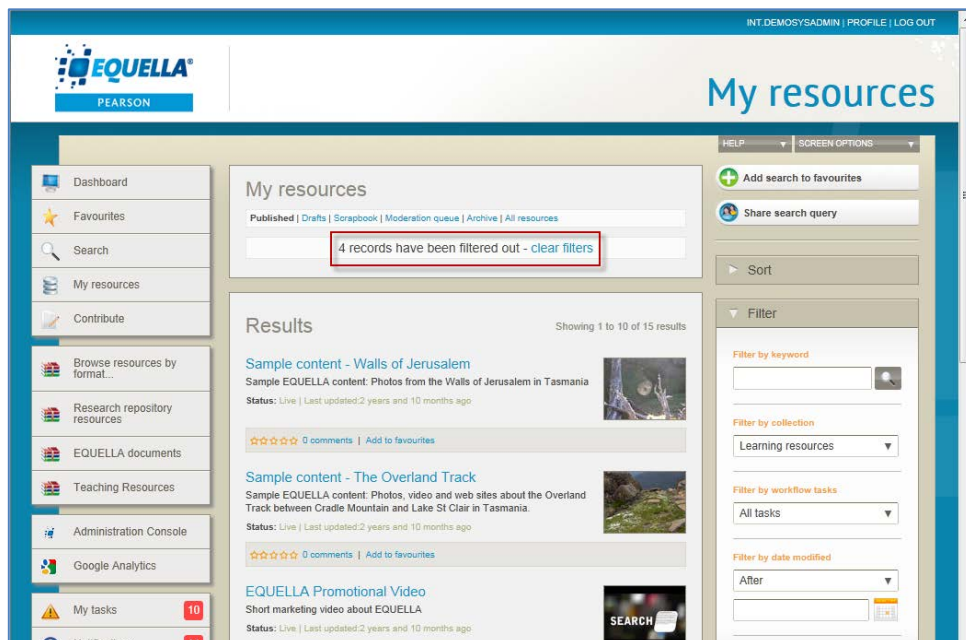 INT.DEMOSYSADMIN | PROFILE | LOG OUT
EQUELLA®
PEARSON
My resources
HELP
SCREEN OPTIONS
Dashboard
Favourites
Search
My resources
Contribute
Browse resources by
format...
Research repository
resources
EQUELLA documents
Teaching Resources
Administration Console
Google Analytics
My tasks 10
My resources
Published | Drafts | Scrapbook | Moderation queue | Archive | All resources
4 records have been filtered out - clear filters
Results
Showing 1 to 10 of 15 results
Sample content - Walls of Jerusalem
Sample EQUELLA content: Photos from the Walls of Jerusalem in Tasmania
Status: Live | Last updated:2 years and 10 months ago
0 comments | Add to favourites
Sample content - The Overland Track
Sample EQUELLA content: Photos, video and web sites about the Overland
Track between Cradle Mountain and Lake St Clair in Tasmania.
Status: Live | Last updated:2 years and 10 months ago
0 comments | Add to favourites
EQUELLA Promotional Video
Short marketing video about EQUELLA
Status: Live | Last updated:2 years and 10 months ago
SEARCH
Add search to favourites
Share search query
Sort
Filter
Filter by keyword
Filter by collection
Learning resources
Filter by workflow tasks
All tasks
Filter by date modified
After